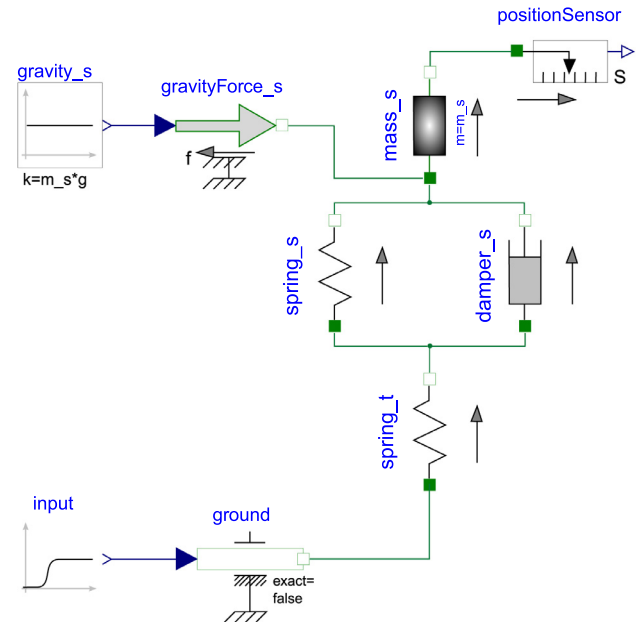 positionSensor
s
gravity_s
k=m_s*g
gravityForce_s
f
mass_s
m=m_s
spring_s
damper_s
spring_t
input
ground
exact=
false